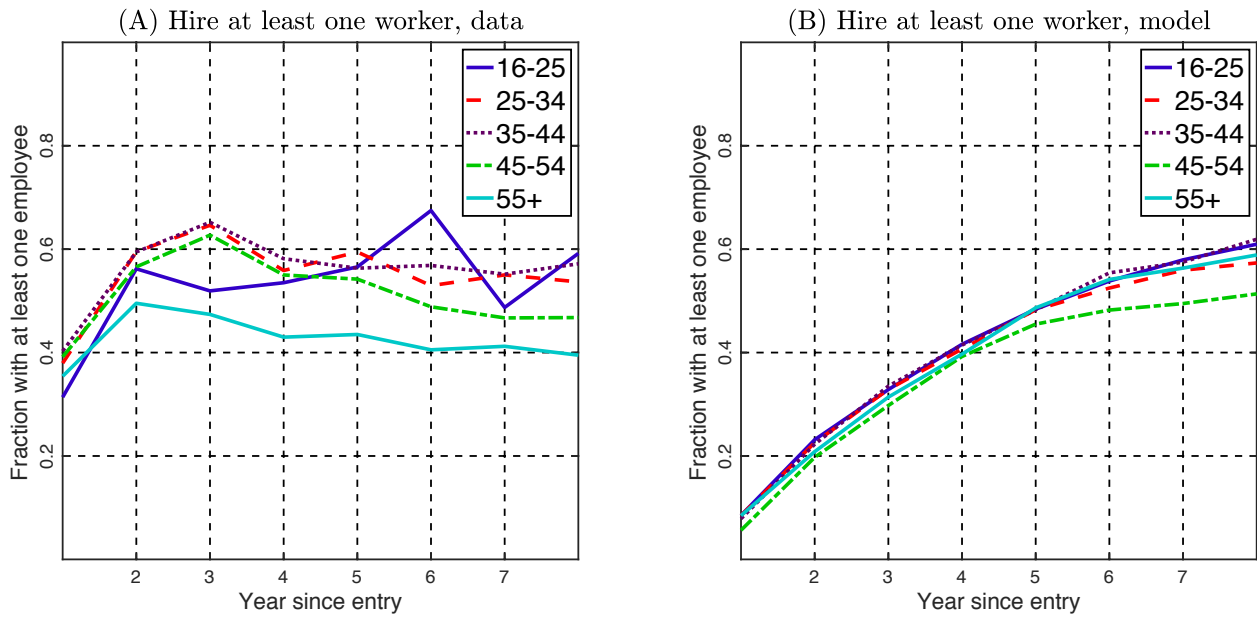 (A) Hire at least one worker, data
16-25
25-34
35-44
45-54
55+
Fraction with at least one employee
0.8
0.6
0.4
0.2
2 3 4 5 6 7
Year since entry
(B) Hire at least one worker, model
16-25
25-34
35-44
45-54
55+
Fraction with at least one employee
0.8
0.6
0.4
0.2
2 3 4 5 6 7
Year since entry